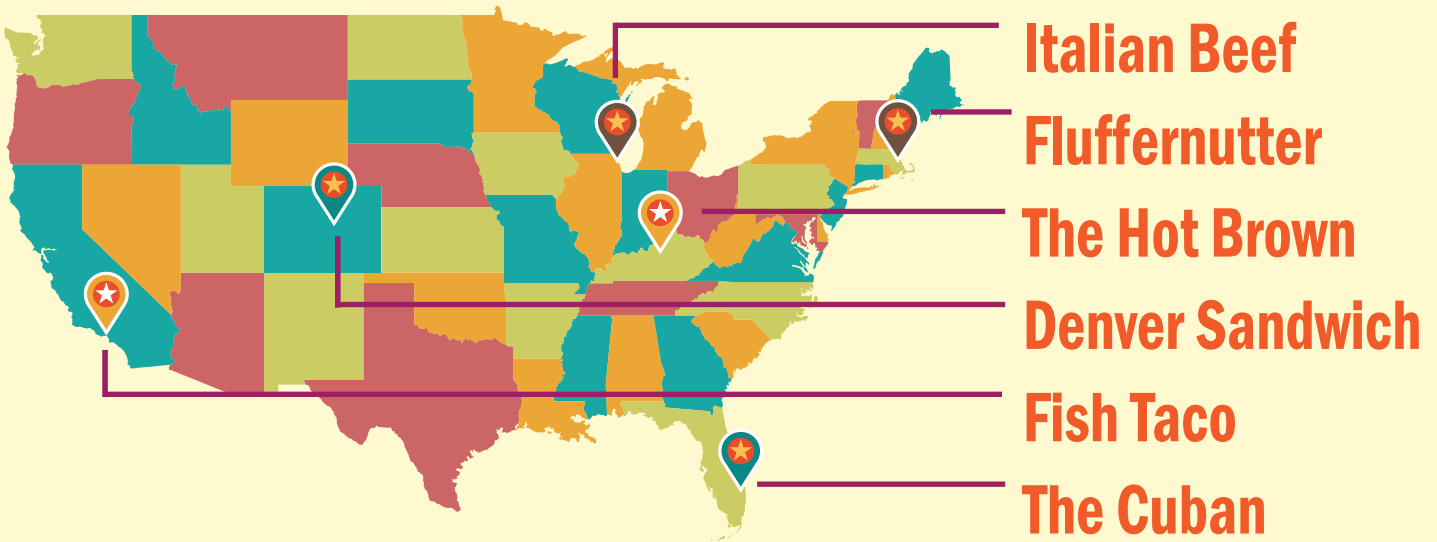 Italian Beef
Fluffernutter
The Hot Brown
Denver Sandwich
Fish Taco
The Cuban